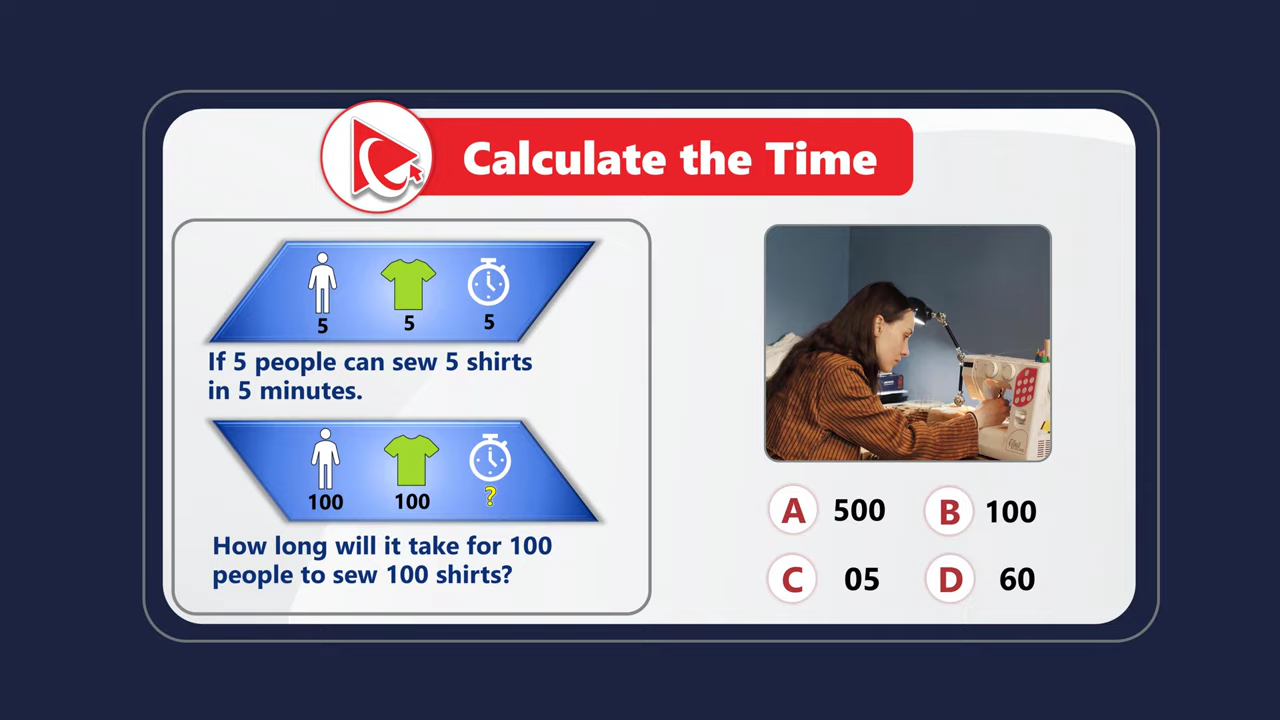 Calculate the Time
5 5 5
If 5 people can sew 5 shirts
in 5 minutes.
100 100 ?
How long will it take for 100
people to sew 100 shirts?
A 500 B 100
C 05 D 60